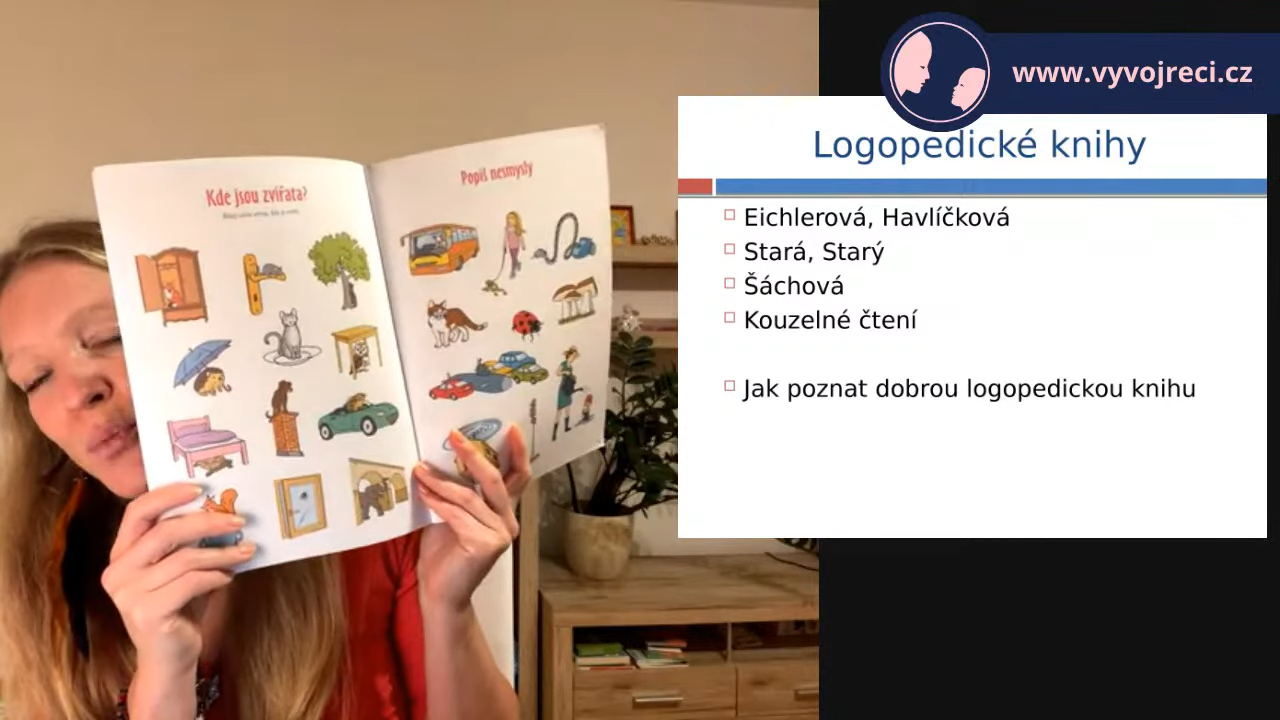 www.vyvojreci.cz
Logopedické knihy
Eichlerová, Havlíčková
Stará, Starý
Šáchová
Kouzelné čtení
Jak poznat dobrou logopedickou knihu
Kde jsou zvířata?
Popiš nesmysly